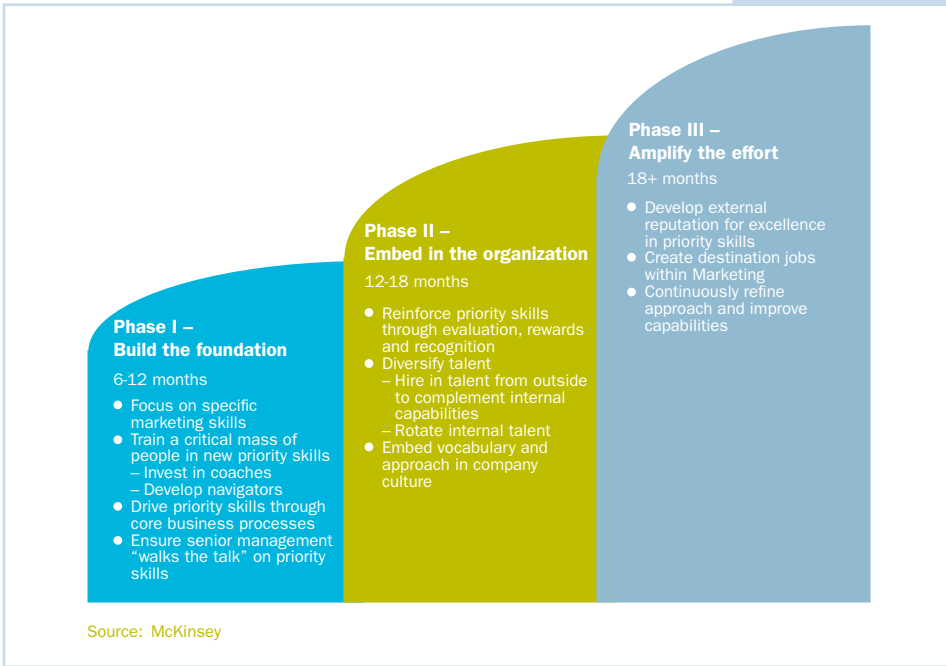 Phase I –
Build the foundation
6-12 months
● Focus on specific
marketing skills
● Train a critical mass of
people in new priority skills
– Invest in coaches
– Develop navigators
● Drive priority skills through
core business processes
● Ensure senior management
“walks the talk” on priority
skills
Phase II –
Embed in the organization
12-18 months
● Reinforce priority skills
through evaluation, rewards
and recognition
● Diversify talent
– Hire in talent from outside
to complement internal
capabilities
– Rotate internal talent
● Embed vocabulary and
approach in company
culture
Phase III –
Amplify the effort
18+ months
● Develop external
reputation for excellence
in priority skills
● Create destination jobs
within Marketing
● Continuously refine
approach and improve
capabilities
Source: McKinsey